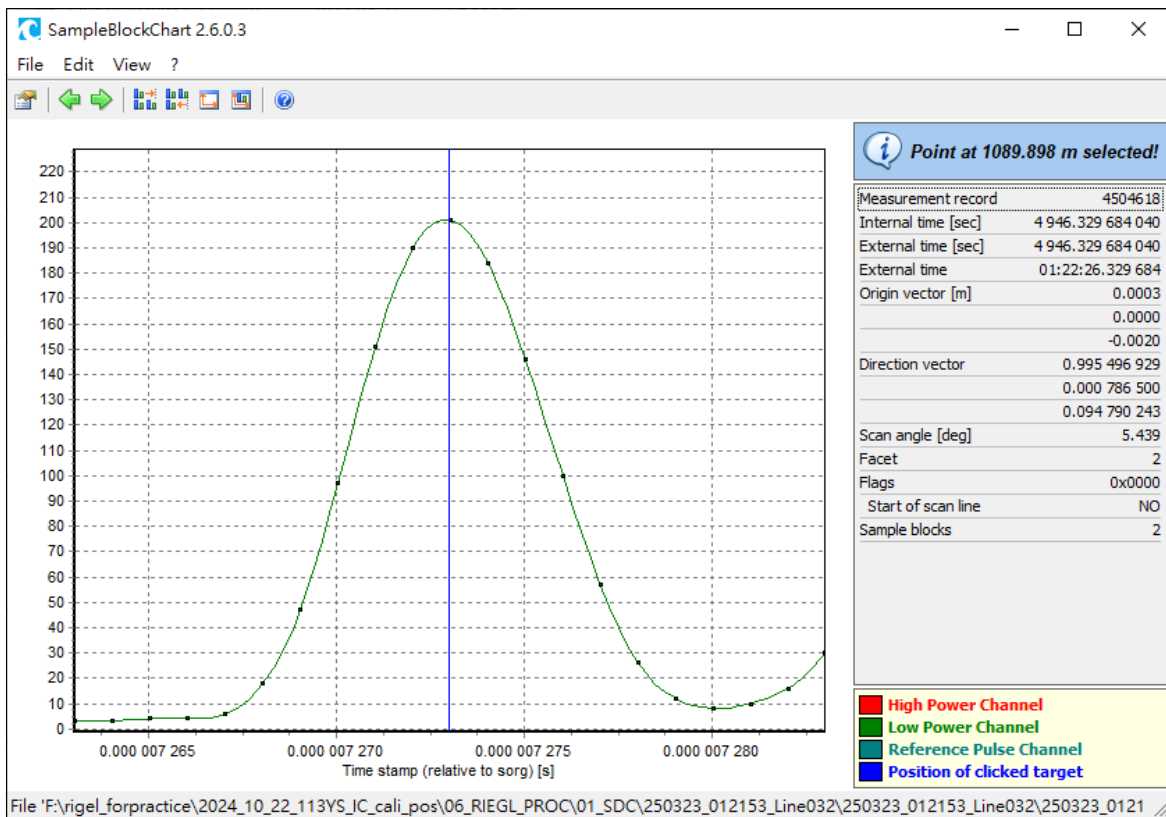 SampleBlockChart 2.6.0.3
File Edit View ?
220
210
200
190
180
170
160
150
140
130
120
110
100
90
80
70
60
50
40
30
20
10
0
0.000 007 265 0.000 007 270 0.000 007 275 0.000 007 280
Time stamp (relative to sorg) [s]
Point at 1089.898 m selected!
Measurement record 4504618
Internal time [sec] 4 946.329 684 040
External time [sec] 4 946.329 684 040
External time 01:22:26.329 684
Origin vector [m] 0.0003
0.0000
-0.0020
Direction vector 0.995 496 929
0.000 786 500
0.094 790 243
Scan angle [deg] 5.439
Facet 2
Flags 0x0000
Start of scan line NO
Sample blocks 2
High Power Channel
Low Power Channel
Reference Pulse Channel
Position of clicked target
File 'F:\rigel_forpractice\2024_10_22_113YS_IC_cali_pos\06_RIEGL_PROC\01_SDC\250323_012153_Line032\250323_012153_Line032\250323_0121